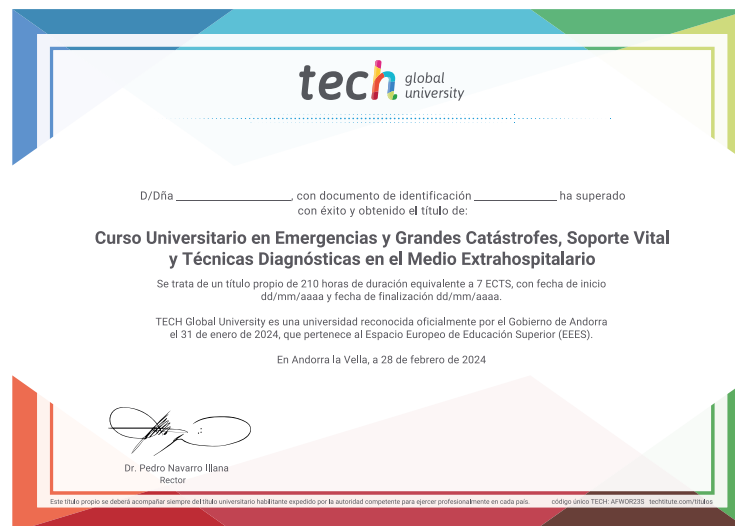 tech global university
D/Dña ______________, con documento de identificación __________ ha superado
con éxito y obtenido el título de:
Curso Universitario en Emergencias y Grandes Catástrofes, Soporte Vital
y Técnicas Diagnósticas en el Medio Extrahospitalario
Se trata de un título propio de 210 horas de duración equivalente a 7 ECTS, con fecha de inicio
dd/mm/aaaa y fecha de finalización dd/mm/aaaa.
TECH Global University es una universidad reconocida oficialmente por el Gobierno de Andorra
el 31 de enero de 2024, que pertenece al Espacio Europeo de Educación Superior (EEES).
En Andorra la Vella, a 28 de febrero de 2024
Dr. Pedro Navarro Illana
Rector
Este título propio se deberá acompañar siempre del título universitario habilitante expedido por la autoridad competente para ejercer profesionalmente en cada país. código único TECH: AFWOR235 techtitute.com/titulos